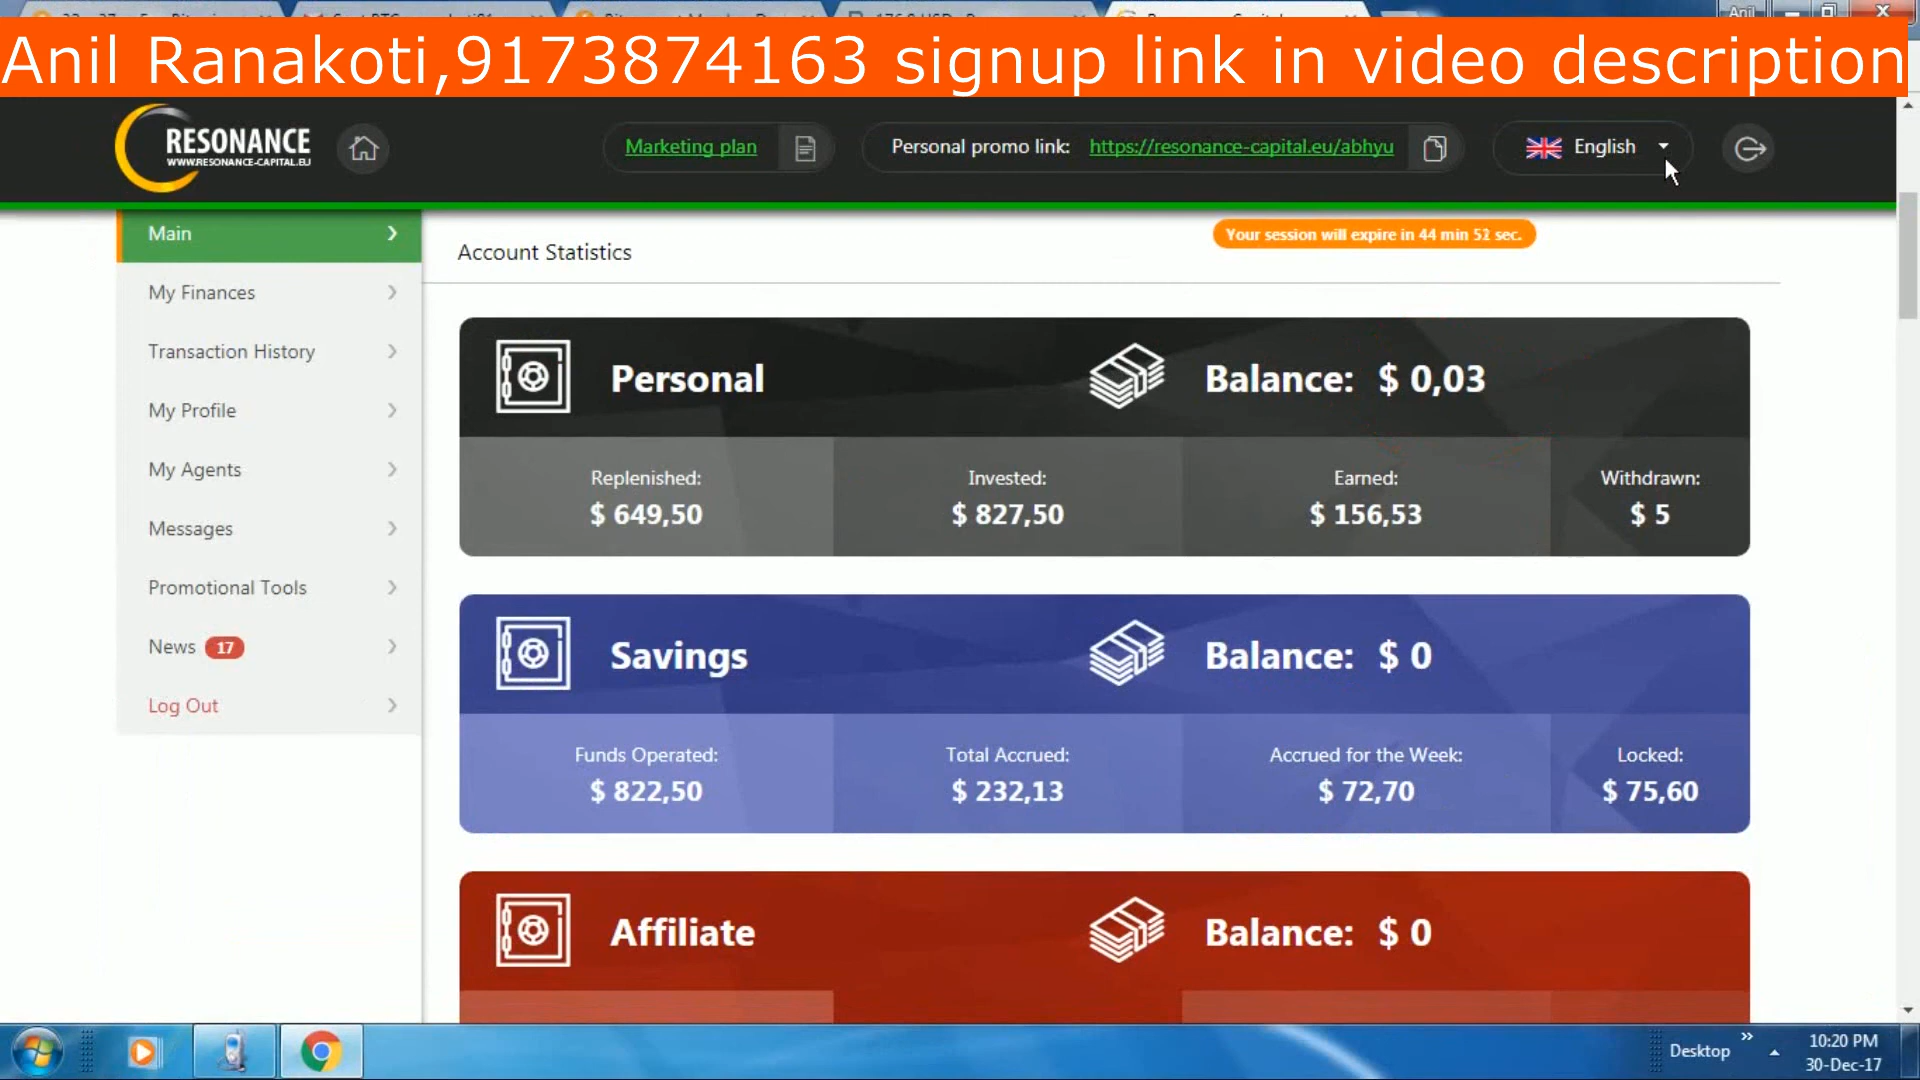 Anil
Anil Ranakoti,9173874163 signup link in video description
RESONANCE
WWW.RESONANCE-CAPITAL.EU
Marketing plan
Personal promo link: https://resonance-capital.eu/abhyu
English
Main
My Finances
Transaction History
My Profile
My Agents
Messages
Promotional Tools
News 17
Log Out
Account Statistics
Your session will expire in 44 min 52 sec.
Personal
Balance: $ 0,03
Replenished: Invested: Earned: Withdrawn:
$ 649,50 $ 827,50 $ 156,53 $ 5
Savings
Balance: $ 0
Funds Operated: Total Accrued: Accrued for the Week: Locked:
$ 822,50 $ 232,13 $ 72,70 $ 75,60
Affiliate
Balance: $ 0
Desktop
10:20 PM
30-Dec-17